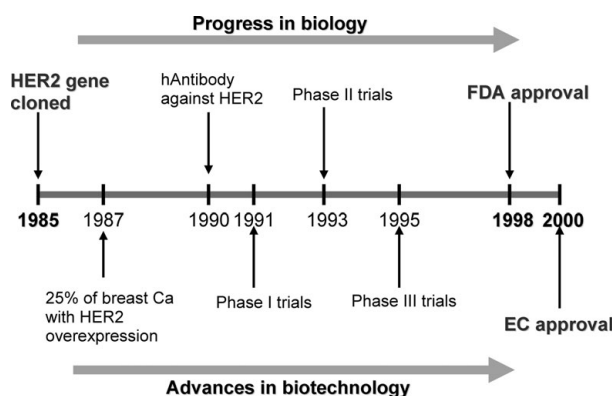 Progress in biology
HER2 gene
cloned
hAntibody
against HER2
Phase II trials
FDA approval
1985
1987
1990
1991
1993
1995
1998
2000
25% of breast Ca
with HER2
overexpression
Phase I trials
Phase III trials
EC approval
Advances in biotechnology